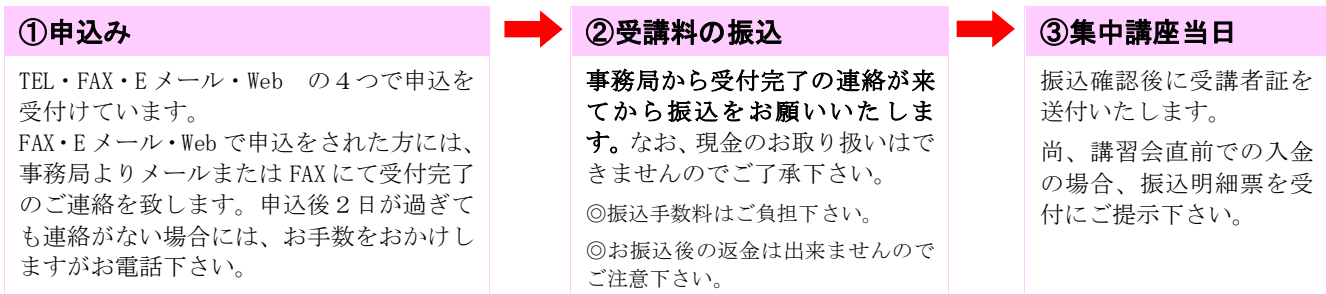 ①申込み
TEL・FAX・Eメール・Web　の４つで申込を
受付けています。
FAX・Eメール・Webで申込をされた方には、
事務局よりメールまたはFAXにて受付完了
のご連絡を致します。申込後２日が過ぎて
も連絡がない場合には、お手数をおかけし
ますがお電話下さい。
②受講料の振込
事務局から受付完了の連絡が来
てから振込をお願いいたしま
す。なお、現金のお取り扱いはで
きませんのでご了承下さい。
◎振込手数料はご負担下さい。
◎お振込後の返金は出来ませんので
ご注意下さい。
③集中講座当日
振込確認後に受講者証を
送付いたします。
尚、講習会直前での入金
の場合、振込明細票を受
付にご提示下さい。